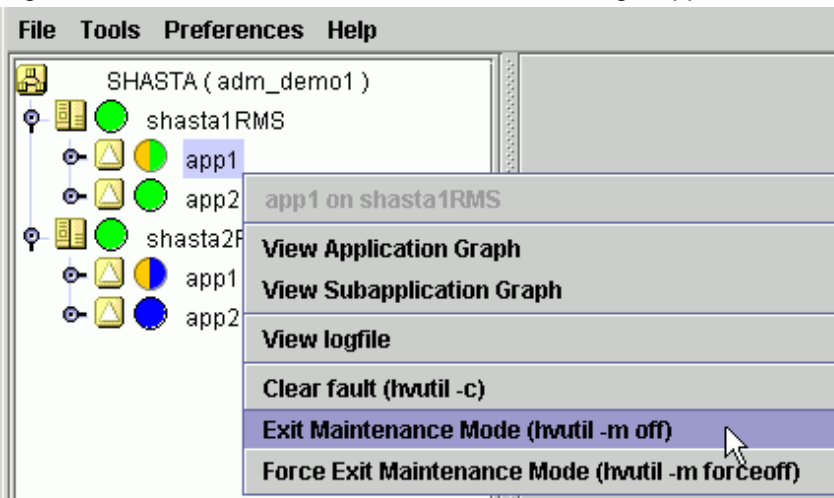 File Tools Preferences Help
SHASTA ( adm_demo1 )
shasta1RMS
app1
app2
app1 on shasta1RMS
shasta2
View Application Graph
app1
View Subapplication Graph
app2
View logfile
Clear fault (hvutil -c)
Exit Maintenance Mode (hvutil -m off)
Force Exit Maintenance Mode (hvutil -m forceoff)